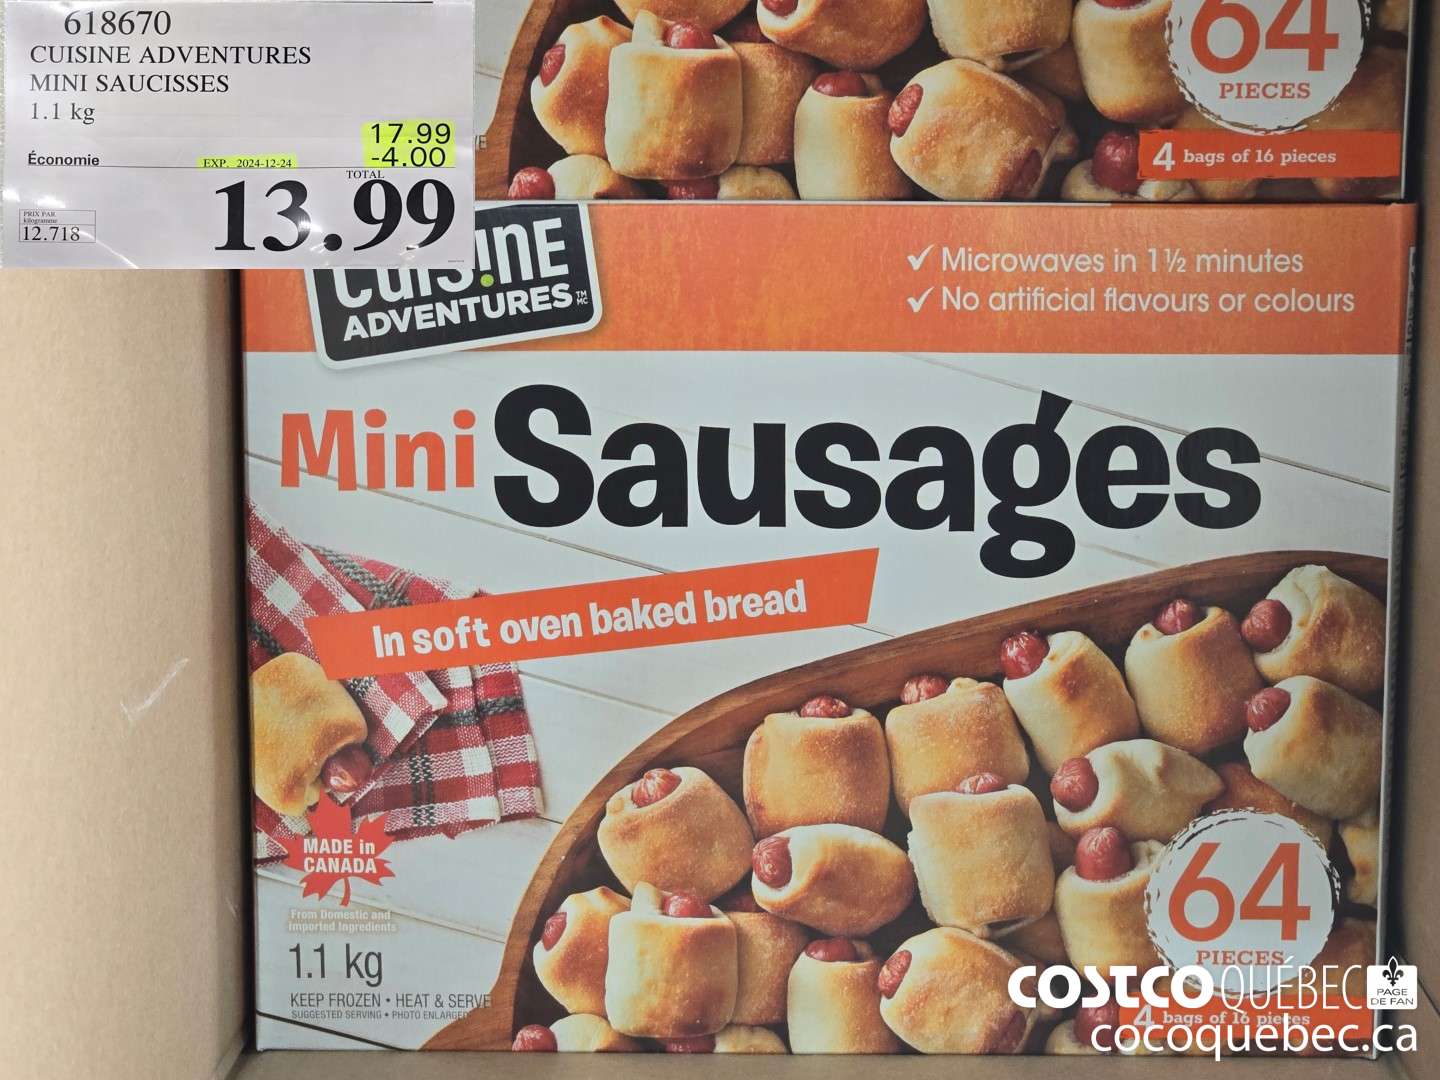 618670
CUISINE ADVENTURES
MINI SAUCISSES
1.1 kg
17.99
Économie
EXP. 2024-12-24
-4.00
TOTAL
13.99
PRIX PAR
kilogramme
12.718
64
PIECES
4 bags of 16 pieces
CUIS!NE
ADVENTURES TM MC
✓ Microwaves in 1½ minutes
✓ No artificial flavours or colours
Mini Sausages
In soft oven baked bread
MADE in
CANADA
From Domestic and
Imported Ingredients
1.1 kg
KEEP FROZEN • HEAT & SERVE
SUGGESTED SERVING • PHOTO ENLARGED
64
PIECES
4 bags of 16 pieces
COSTCO QUÉBEC PAGE DE FAN
cocoquebec.ca